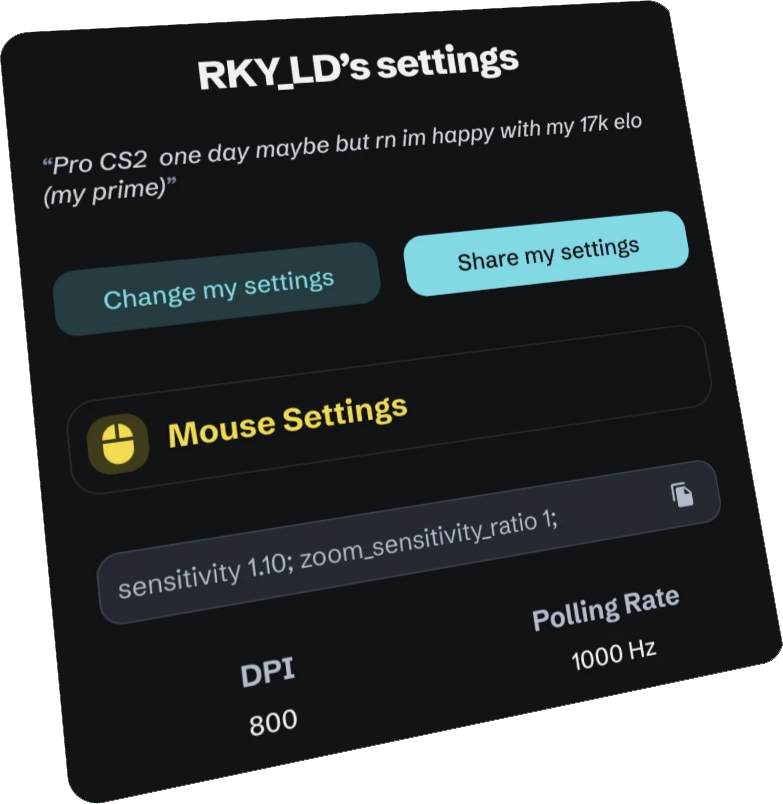 RKY_LD’s settings
“Pro CS2 one day maybe but rn im happy with my 17k elo
(my prime)”
Change my settings
Share my settings
Mouse Settings
sensitivity 1.10; zoom_sensitivity_ratio 1;
DPI
800
Polling Rate
1000 Hz